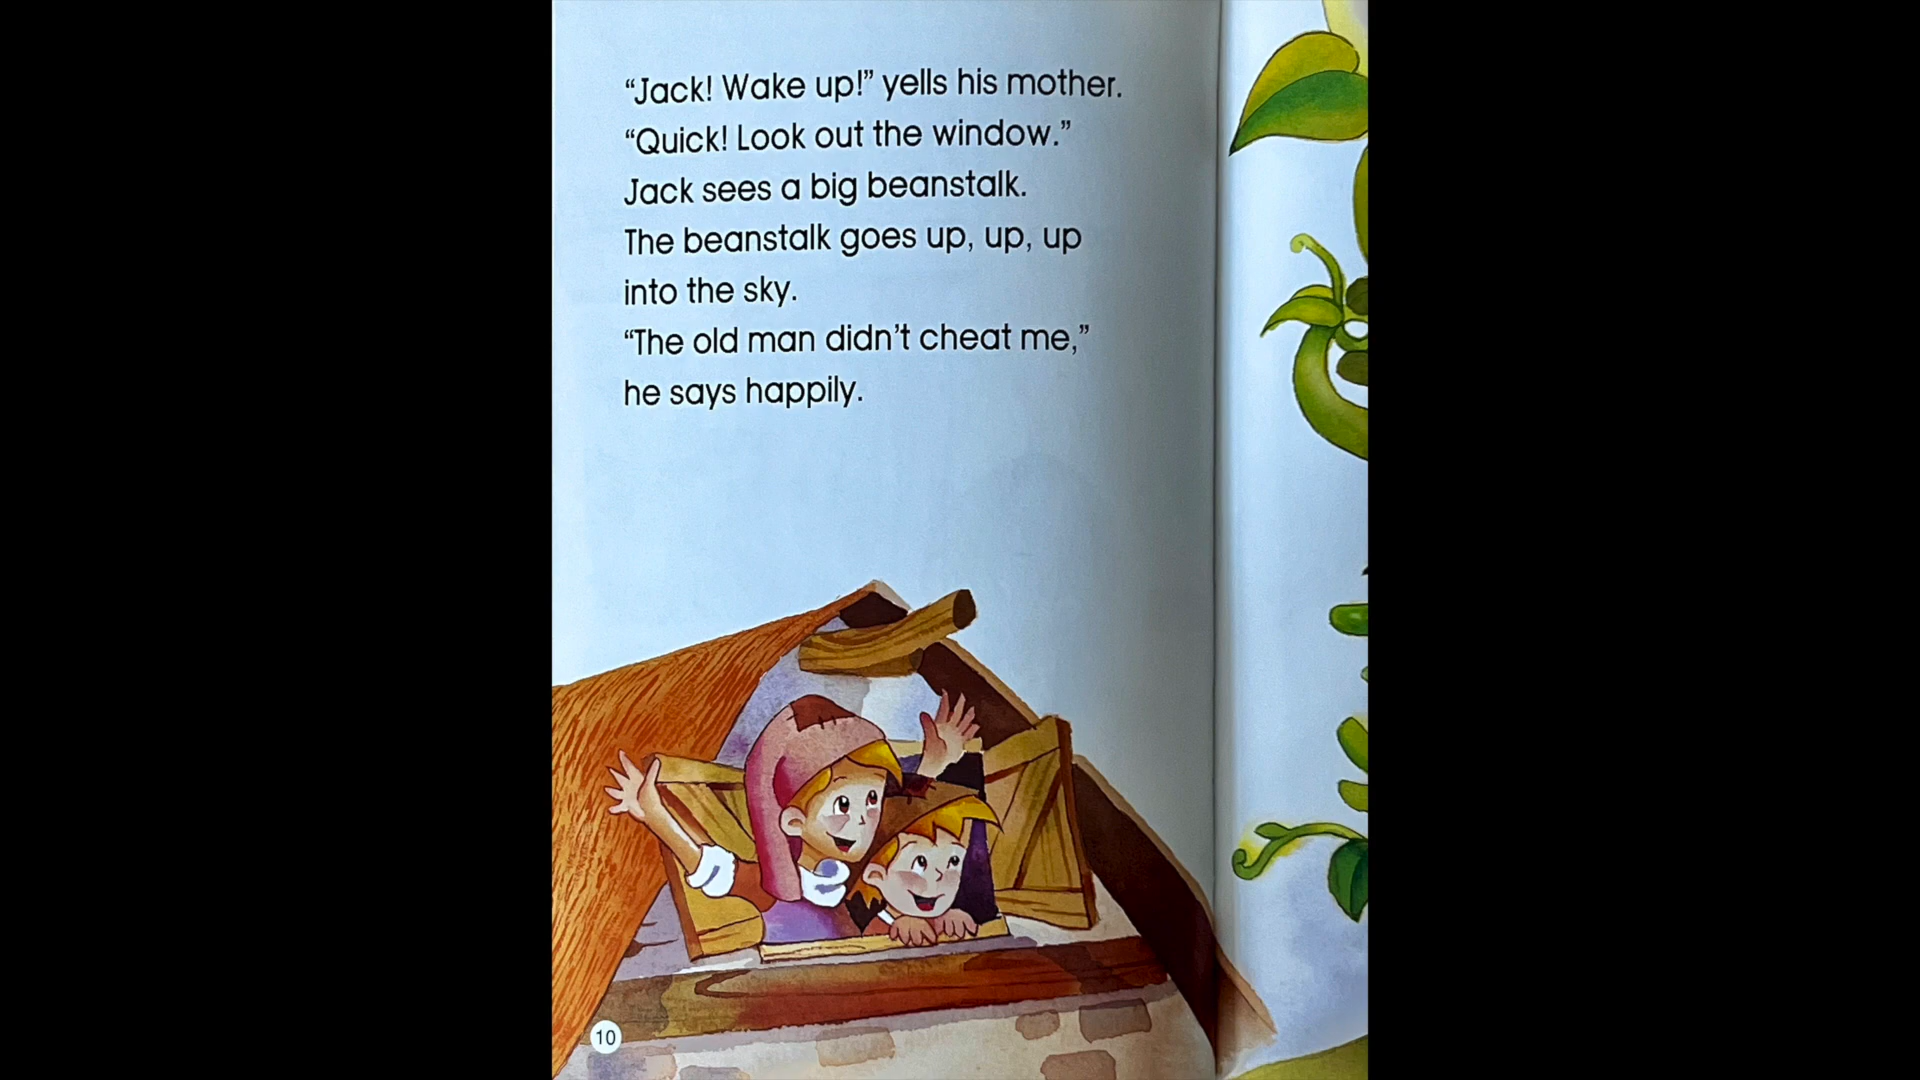 “Jack! Wake up!” yells his mother.
“Quick! Look out the window.”
Jack sees a big beanstalk.
The beanstalk goes up, up, up
into the sky.
“The old man didn’t cheat me,”
he says happily.
10